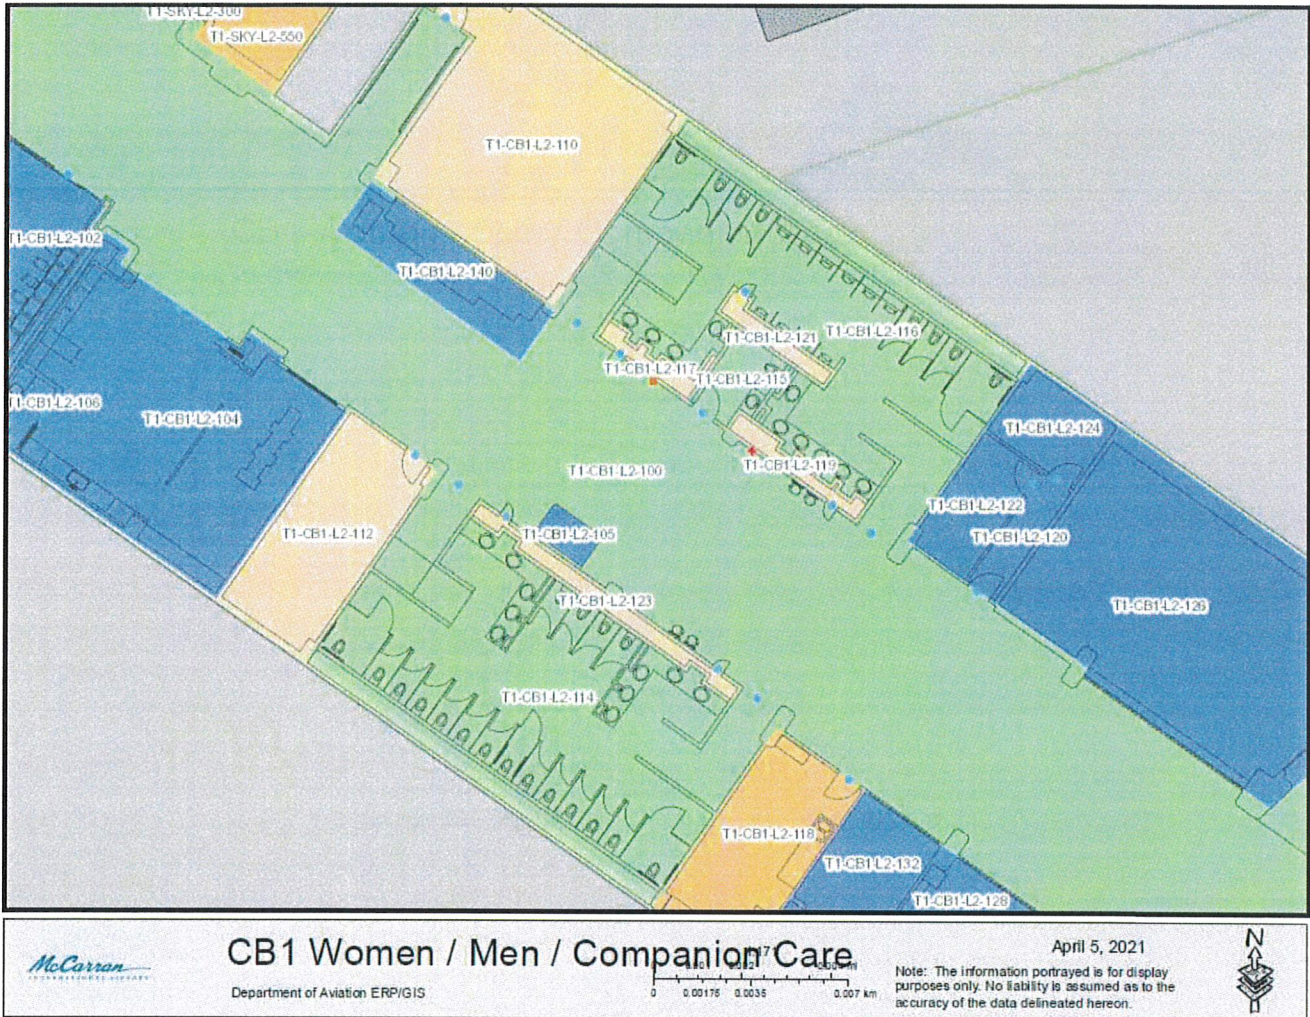 T1-SKY-L2-300
T1-SKY-L2-550
T1-CB1-L2-110
T1-CB1-L2-102
T1-CB1-L2-140
T1-CB1-L2-121
T1-CB1-L2-116
T1-CB1-L2-117
T1-CB1-L2-115
T1-CB1-L2-106
T1-CB1-L2-104
T1-CB1-L2-124
T1-CB1-L2-100
T1-CB1-L2-119
T1-CB1-L2-122
T1-CB1-L2-112
T1-CB1-L2-105
T1-CB1-L2-120
T1-CB1-L2-123
T1-CB1-L2-126
T1-CB1-L2-114
T1-CB1-L2-118
T1-CB1-L2-132
T1-CB1-L2-128
McCarran
INTERNATIONAL AIRPORT
CB1 Women / Men / Companion Care
Department of Aviation ERP/GIS
0 0.00175 0.0035 0.007 km
April 5, 2021
Note: The information portrayed is for display
purposes only. No liability is assumed as to the
accuracy of the data delineated hereon.
N